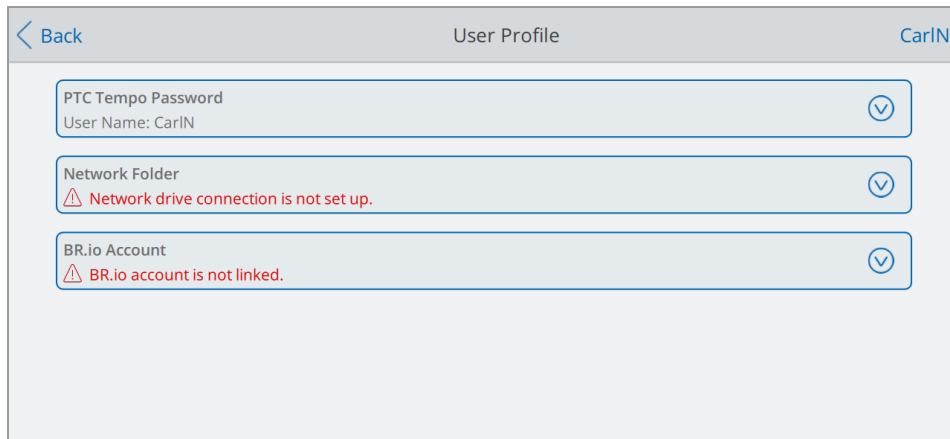 Back
User Profile
CarlN
PTC Tempo Password
User Name: CarlN
Network Folder
Network drive connection is not set up.
BR.io Account
BR.io account is not linked.